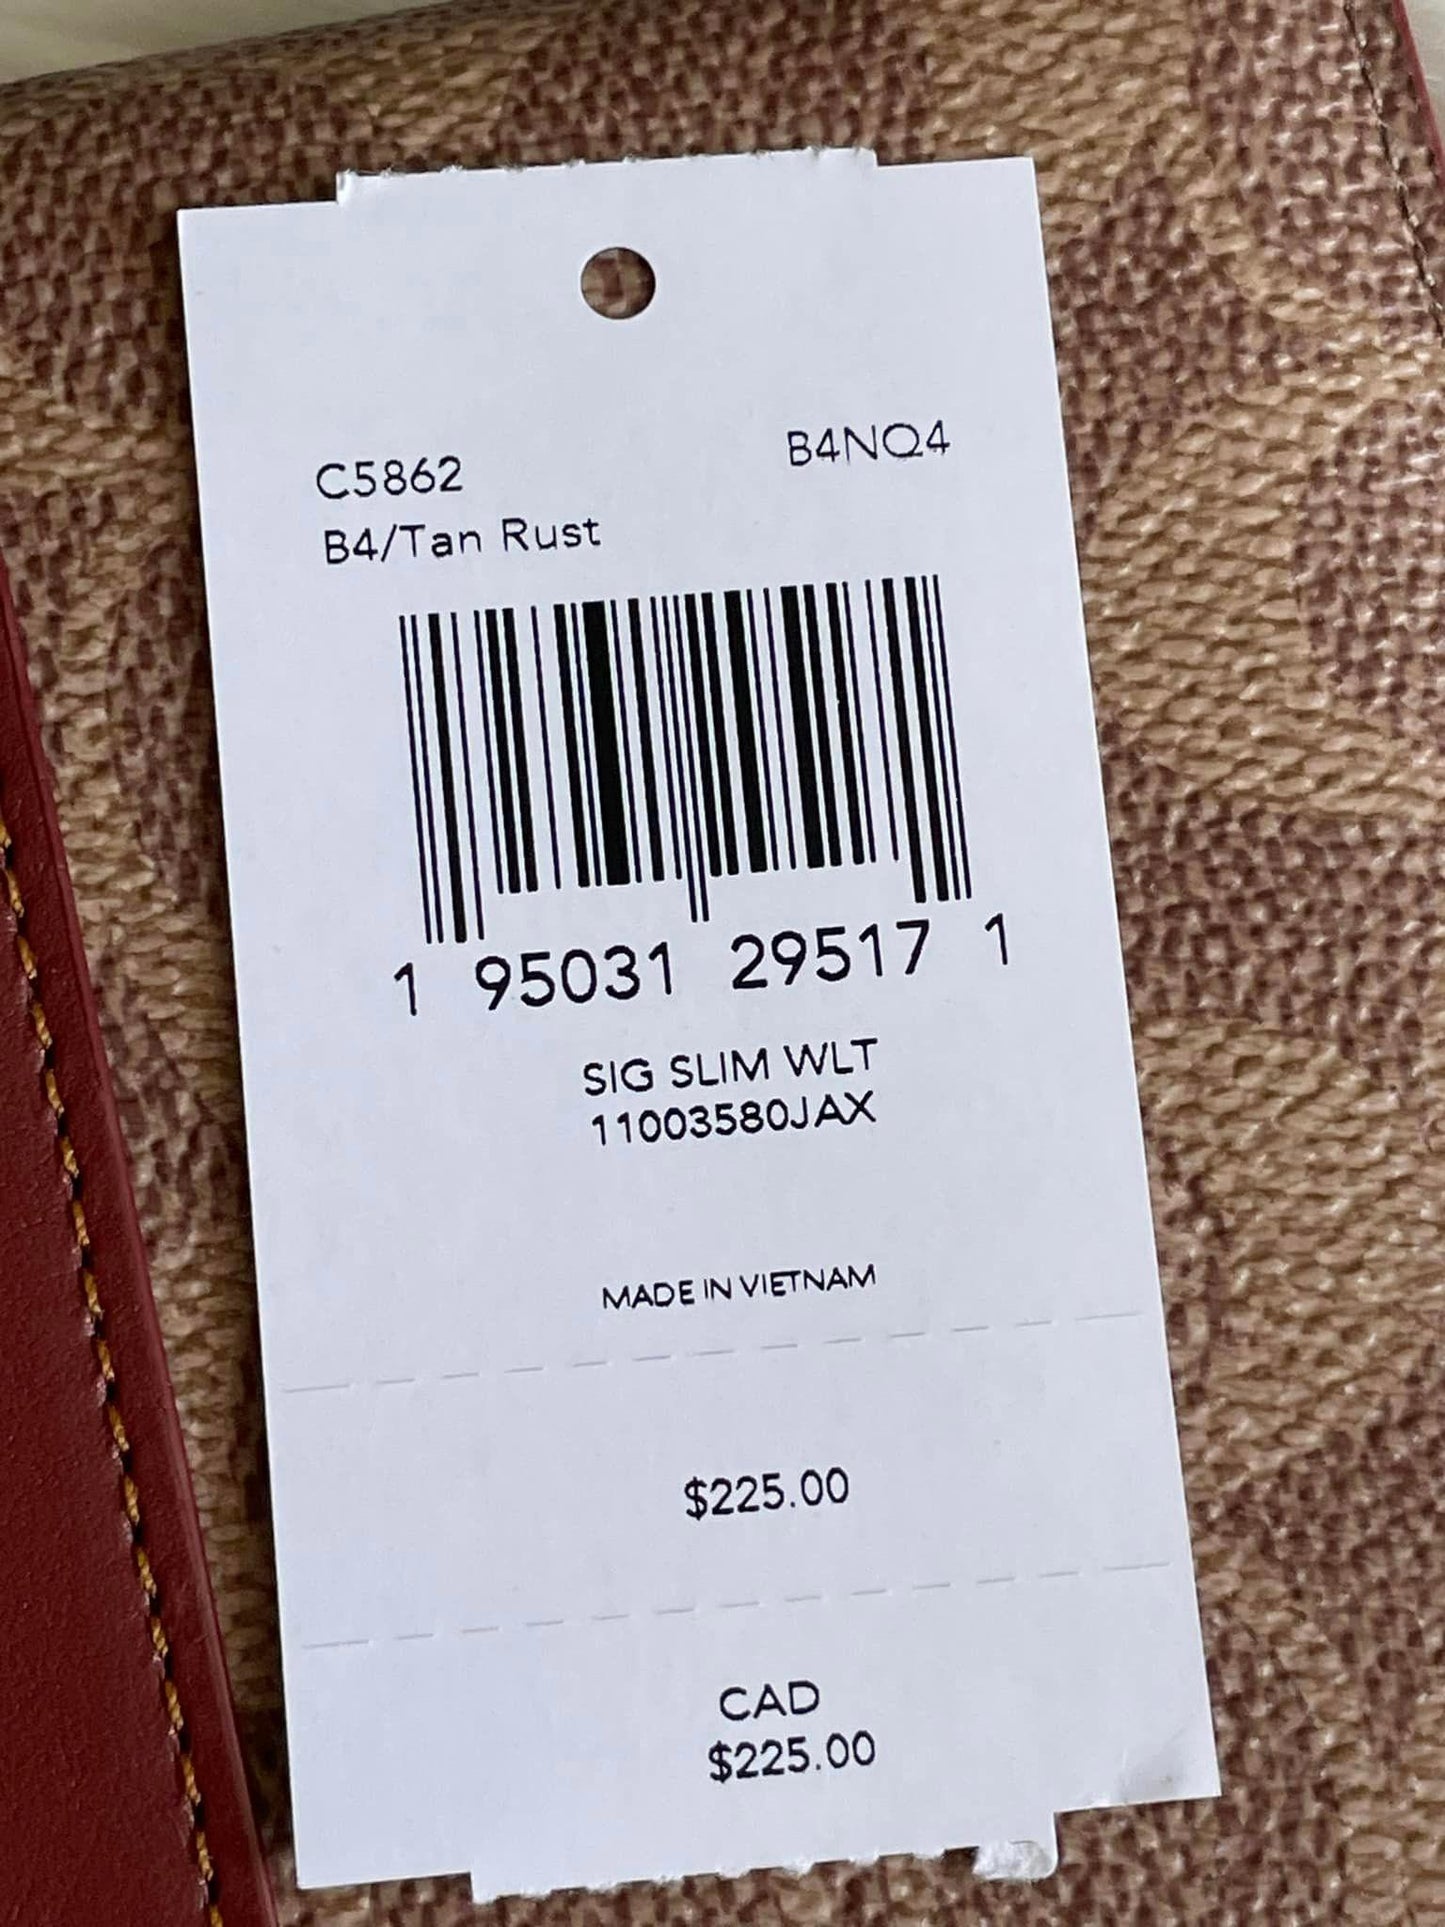 C5862 B4NQ4
B4/Tan Rust
1 95031 29517 1
SIG SLIM WLT
11003580JAX
MADE IN VIETNAM
$225.00
CAD
$225.00